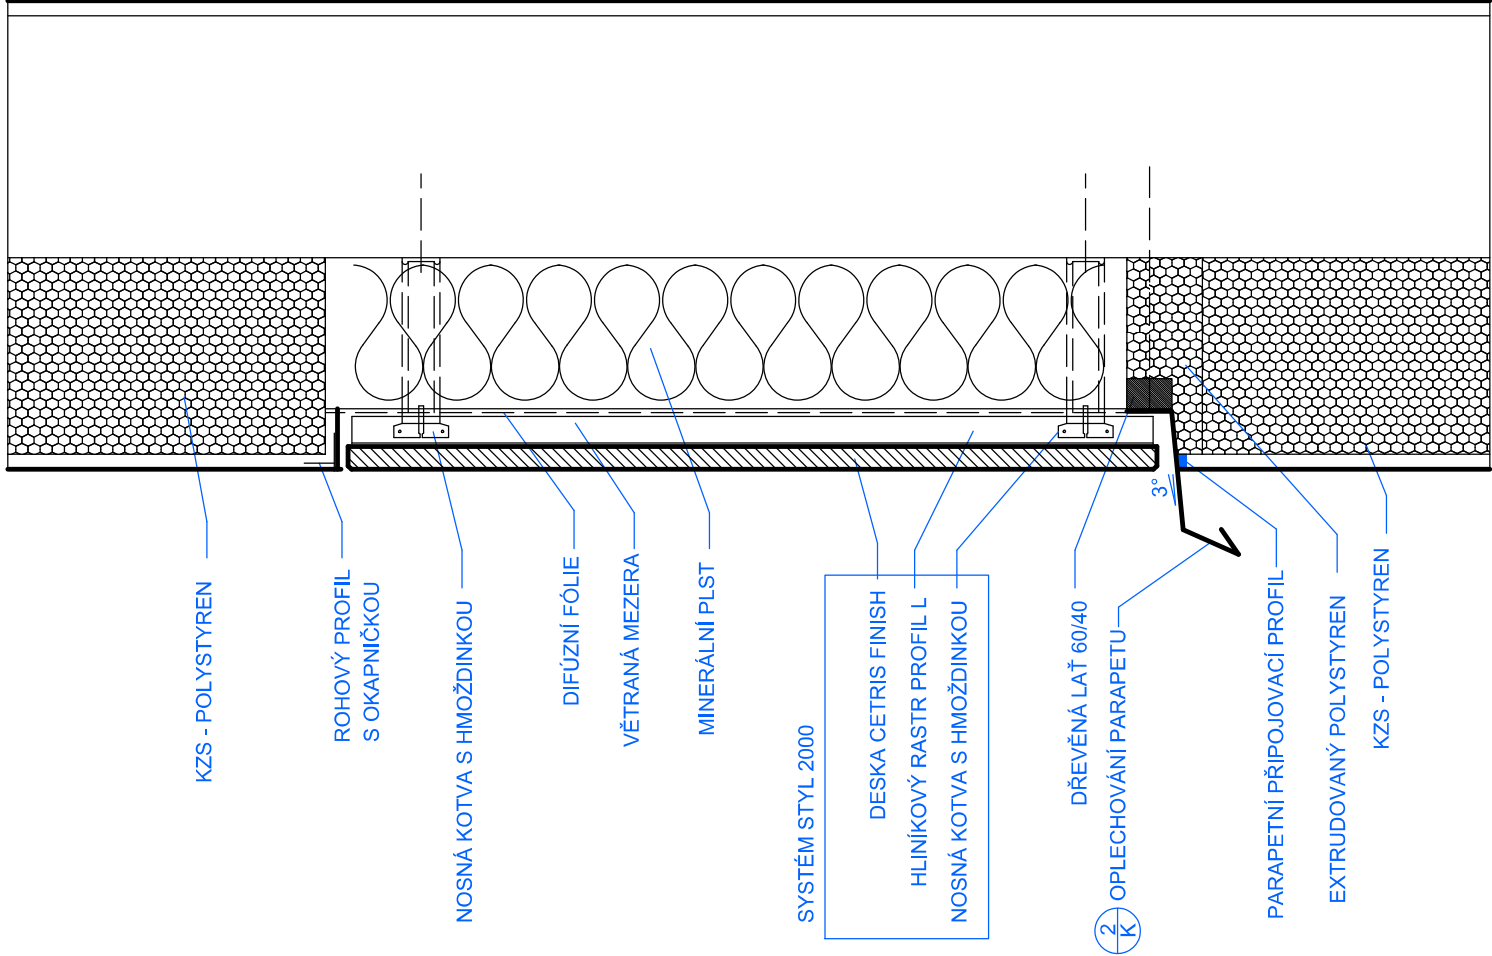 KZS - POLYSTYREN
ROHOVÝ PROFIL
S OKAPNIČKOU
NOSNÁ KOTVA S HMOŽDINKOU
DIFÚZNÍ FÓLIE
VĚTRANÁ MEZERA
MINERÁLNÍ PLST
SYSTÉM STYL 2000
DESKA CETRIS FINISH
HLINÍKOVÝ RASTR PROFIL L
NOSNÁ KOTVA S HMOŽDINKOU
DŘEVĚNÁ LAŤ 60/40
2
K
OPLECHOVÁNÍ PARAPETU
3°
PARAPETNÍ PŘIPOJOVACÍ PROFIL
EXTRUDOVANÝ POLYSTYREN
KZS - POLYSTYREN